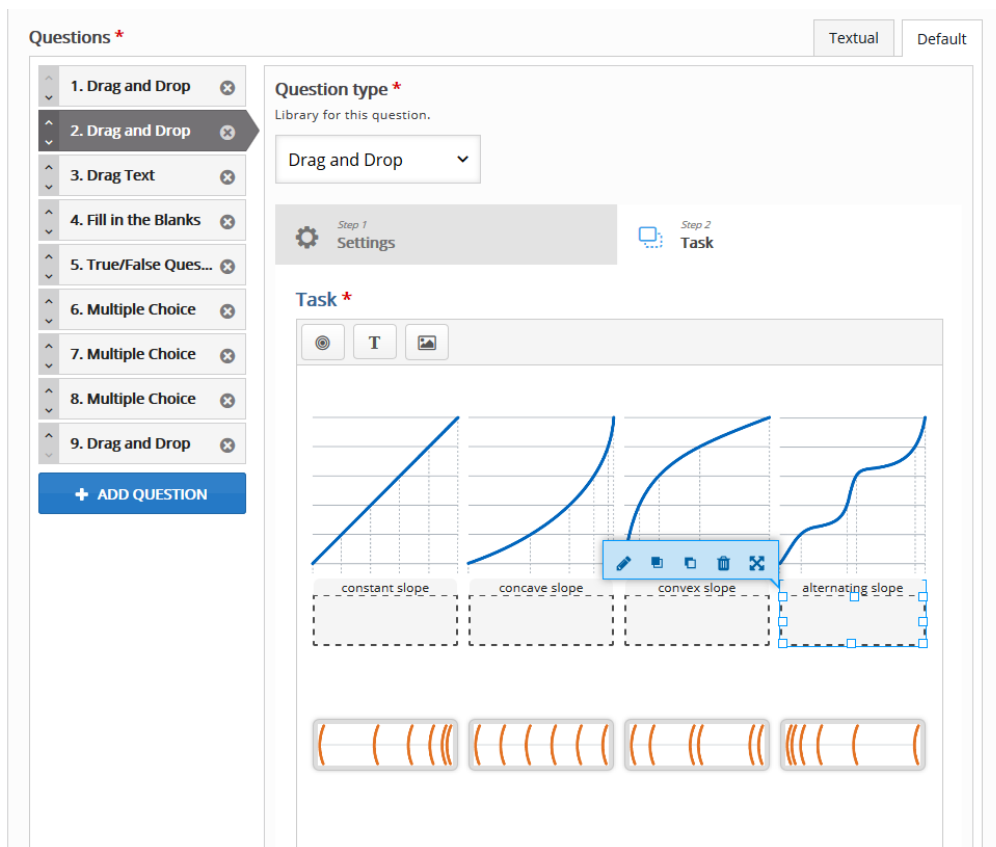 Questions *
Textual
Default
1. Drag and Drop
2. Drag and Drop
3. Drag Text
4. Fill in the Blanks
5. True/False Ques...
6. Multiple Choice
7. Multiple Choice
8. Multiple Choice
9. Drag and Drop
+ ADD QUESTION
Question type *
Library for this question.
Drag and Drop
Step 1
Settings
Step 2
Task
Task *
T
constant slope
concave slope
convex slope
alternating slope